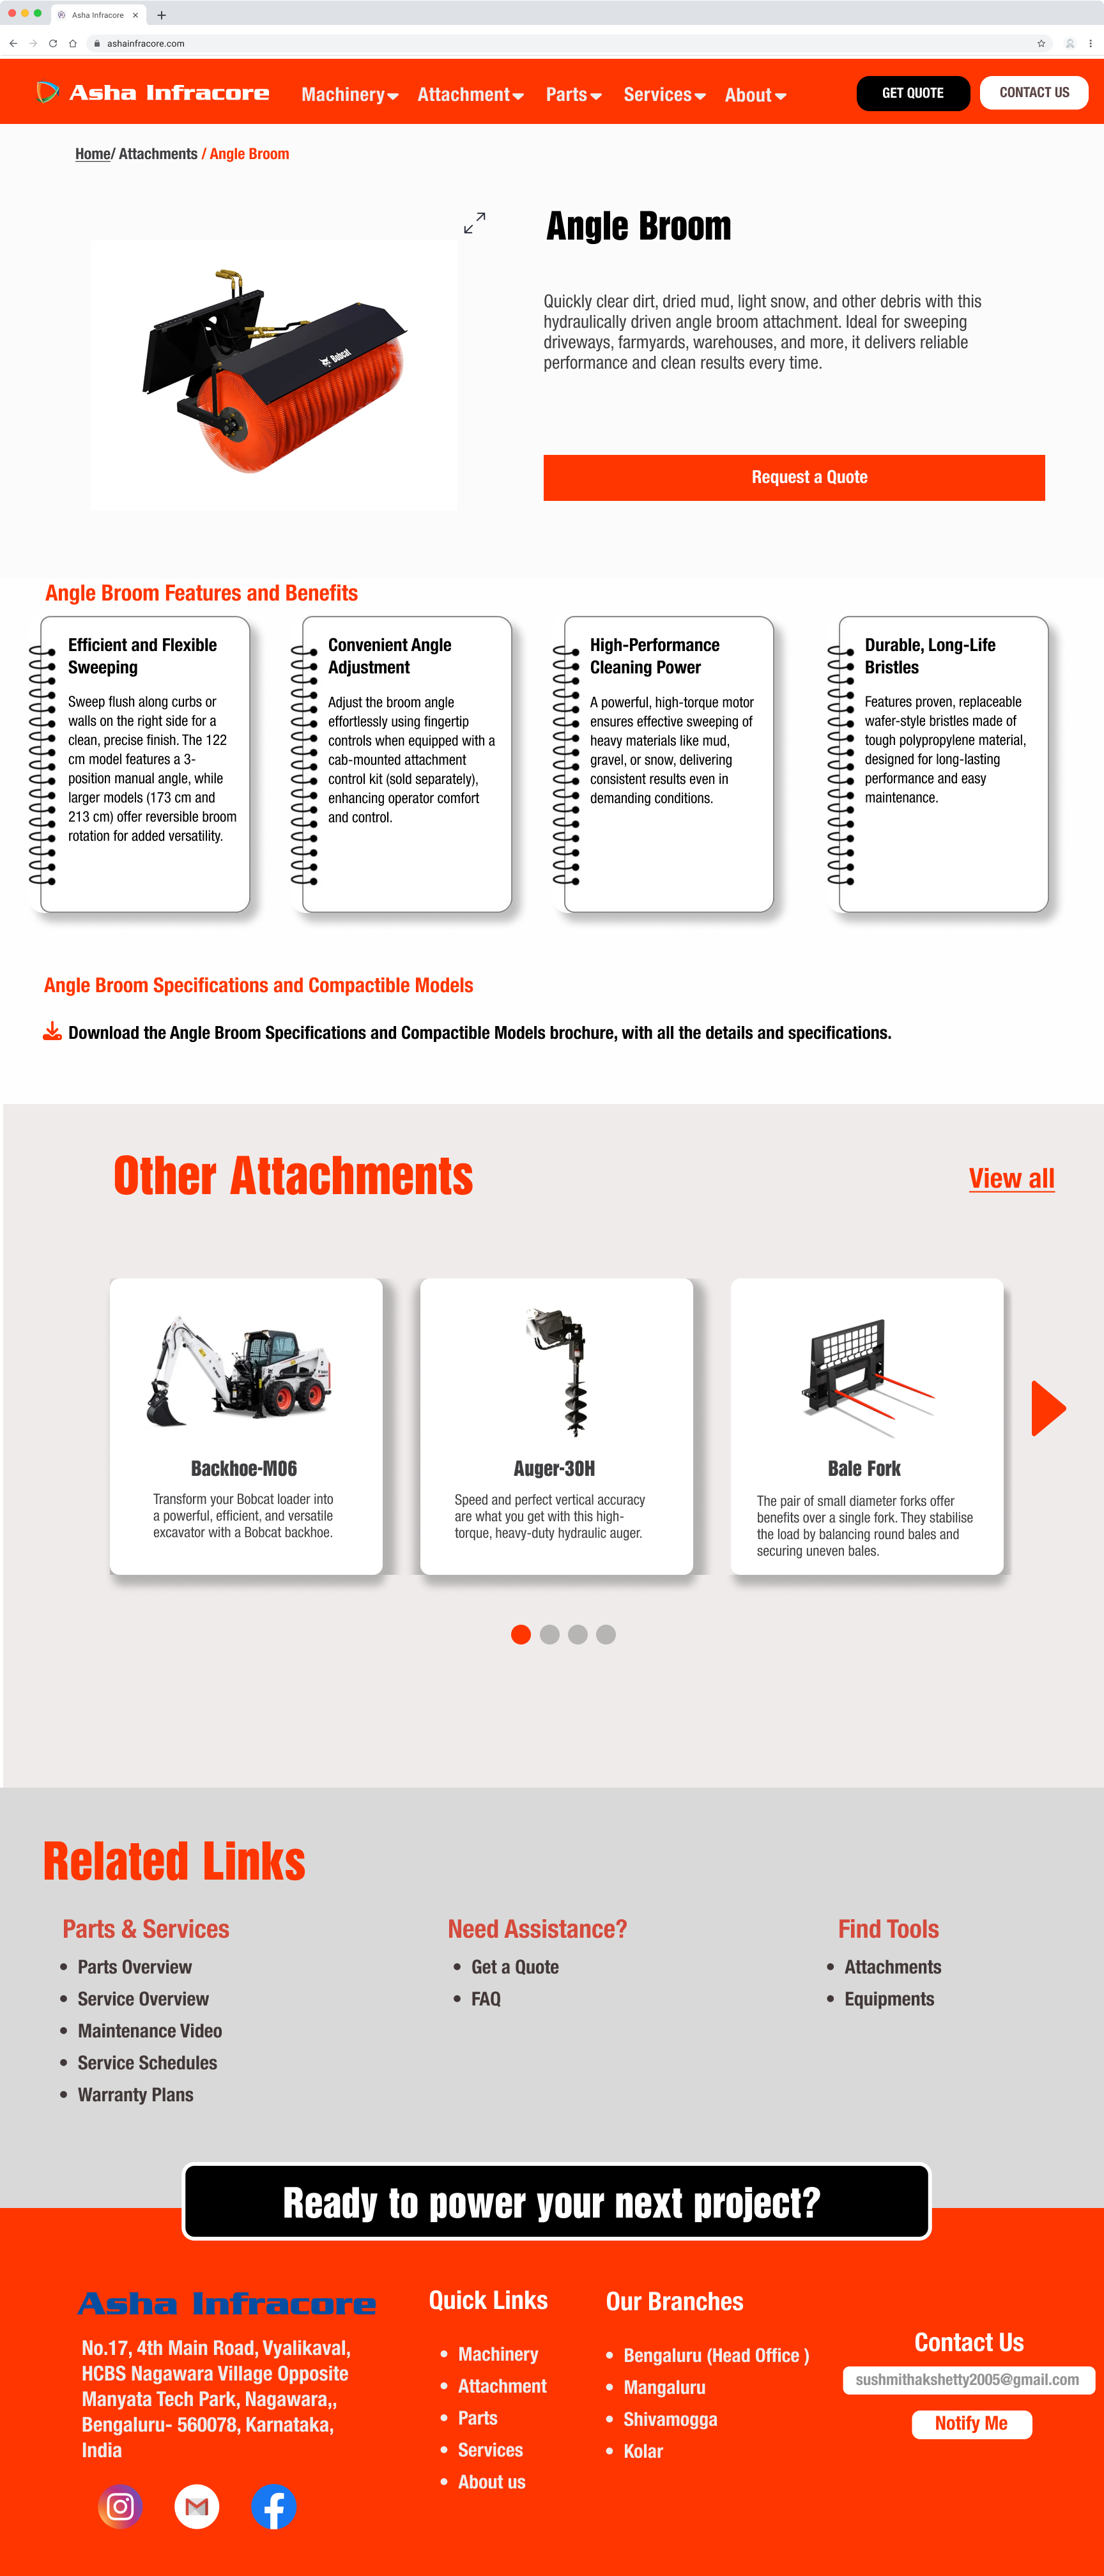 Asha Infracore
ashainfracore.com
Asha Infracore
Machinery
Attachment
Parts
Services
About
GET QUOTE
CONTACT US
Home/ Attachments / Angle Broom
Angle Broom
Bobcat
Quickly clear dirt, dried mud, light snow, and other debris with this
hydraulically driven angle broom attachment. Ideal for sweeping
driveways, farmyards, warehouses, and more, it delivers reliable
performance and clean results every time.
Request a Quote
Angle Broom Features and Benefits
Efficient and Flexible
Sweeping
Sweep flush along curbs or
walls on the right side for a
clean, precise finish. The 122
cm model features a 3-
position manual angle, while
larger models (173 cm and
213 cm) offer reversible broom
rotation for added versatility.
Convenient Angle
Adjustment
Adjust the broom angle
effortlessly using fingertip
controls when equipped with a
cab-mounted attachment
control kit (sold separately),
enhancing operator comfort
and control.
High-Performance
Cleaning Power
A powerful, high-torque motor
ensures effective sweeping of
heavy materials like mud,
gravel, or snow, delivering
consistent results even in
demanding conditions.
Durable, Long-Life
Bristles
Features proven, replaceable
wafer-style bristles made of
tough polypropylene material,
designed for long-lasting
performance and easy
maintenance.
Angle Broom Specifications and Compactible Models
Download the Angle Broom Specifications and Compactible Models brochure, with all the details and specifications.
Other Attachments
View all
Backhoe-M06
Transform your Bobcat loader into
a powerful, efficient, and versatile
excavator with a Bobcat backhoe.
Auger-30H
Speed and perfect vertical accuracy
are what you get with this high-
torque, heavy-duty hydraulic auger.
Bale Fork
The pair of small diameter forks offer
benefits over a single fork. They stabilise
the load by balancing round bales and
securing uneven bales.
Related Links
Parts & Services
• Parts Overview
• Service Overview
• Maintenance Video
• Service Schedules
• Warranty Plans
Need Assistance?
• Get a Quote
• FAQ
Find Tools
• Attachments
• Equipments
Ready to power your next project?
Asha Infracore
No.17, 4th Main Road, Vyalikaval,
HCBS Nagawara Village Opposite
Manyata Tech Park, Nagawara,,
Bengaluru- 560078, Karnataka,
India
Quick Links
• Machinery
• Attachment
• Parts
• Services
• About us
Our Branches
• Bengaluru (Head Office )
• Mangaluru
• Shivamogga
• Kolar
Contact Us
sushmithakshetty2005@gmail.com
Notify Me